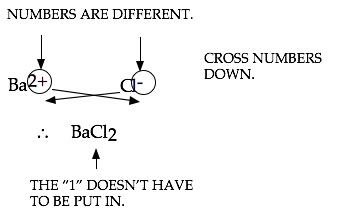 NUMBERS ARE DIFFERENT.
CROSS NUMBERS
DOWN.
Ba2+ Cl-
∴ BaCl2
THE “1” DOESN’T HAVE
TO BE PUT IN.